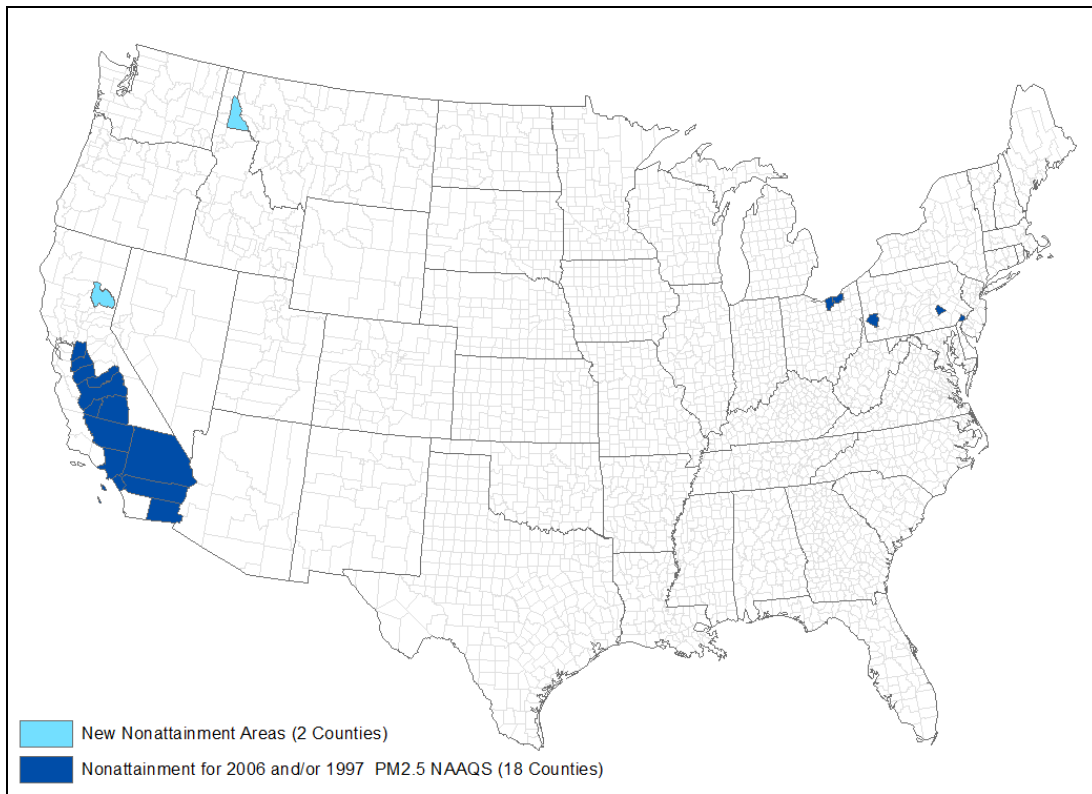 New Nonattainment Areas (2 Counties)
Nonattainment for 2006 and/or 1997 PM2.5 NAAQS (18 Counties)